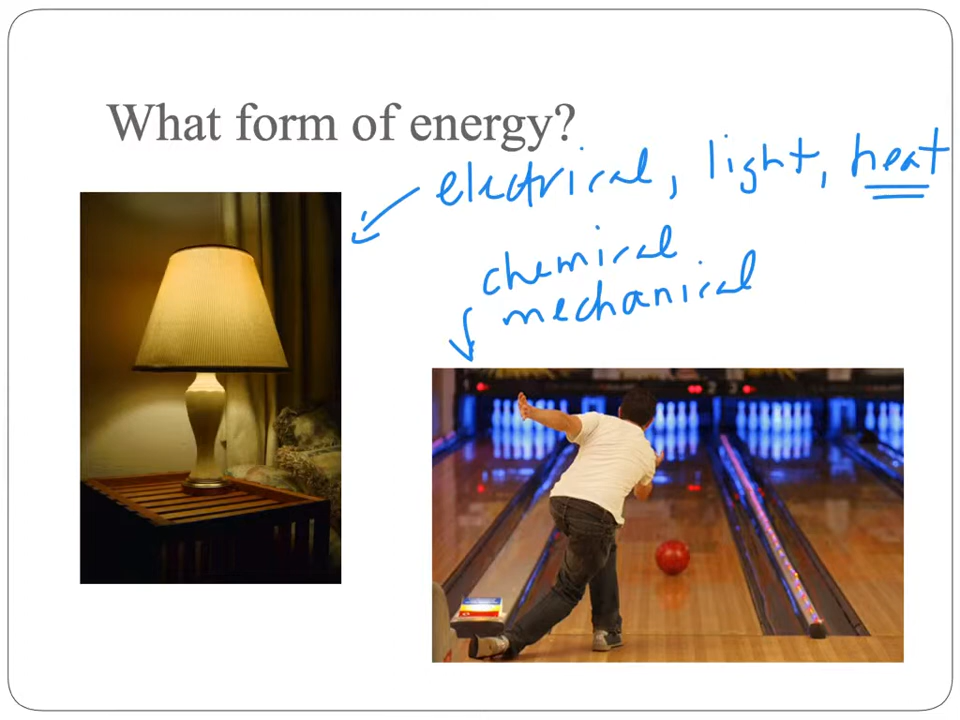 What form of energy?
electrical, light, heat
chemical
mechanical